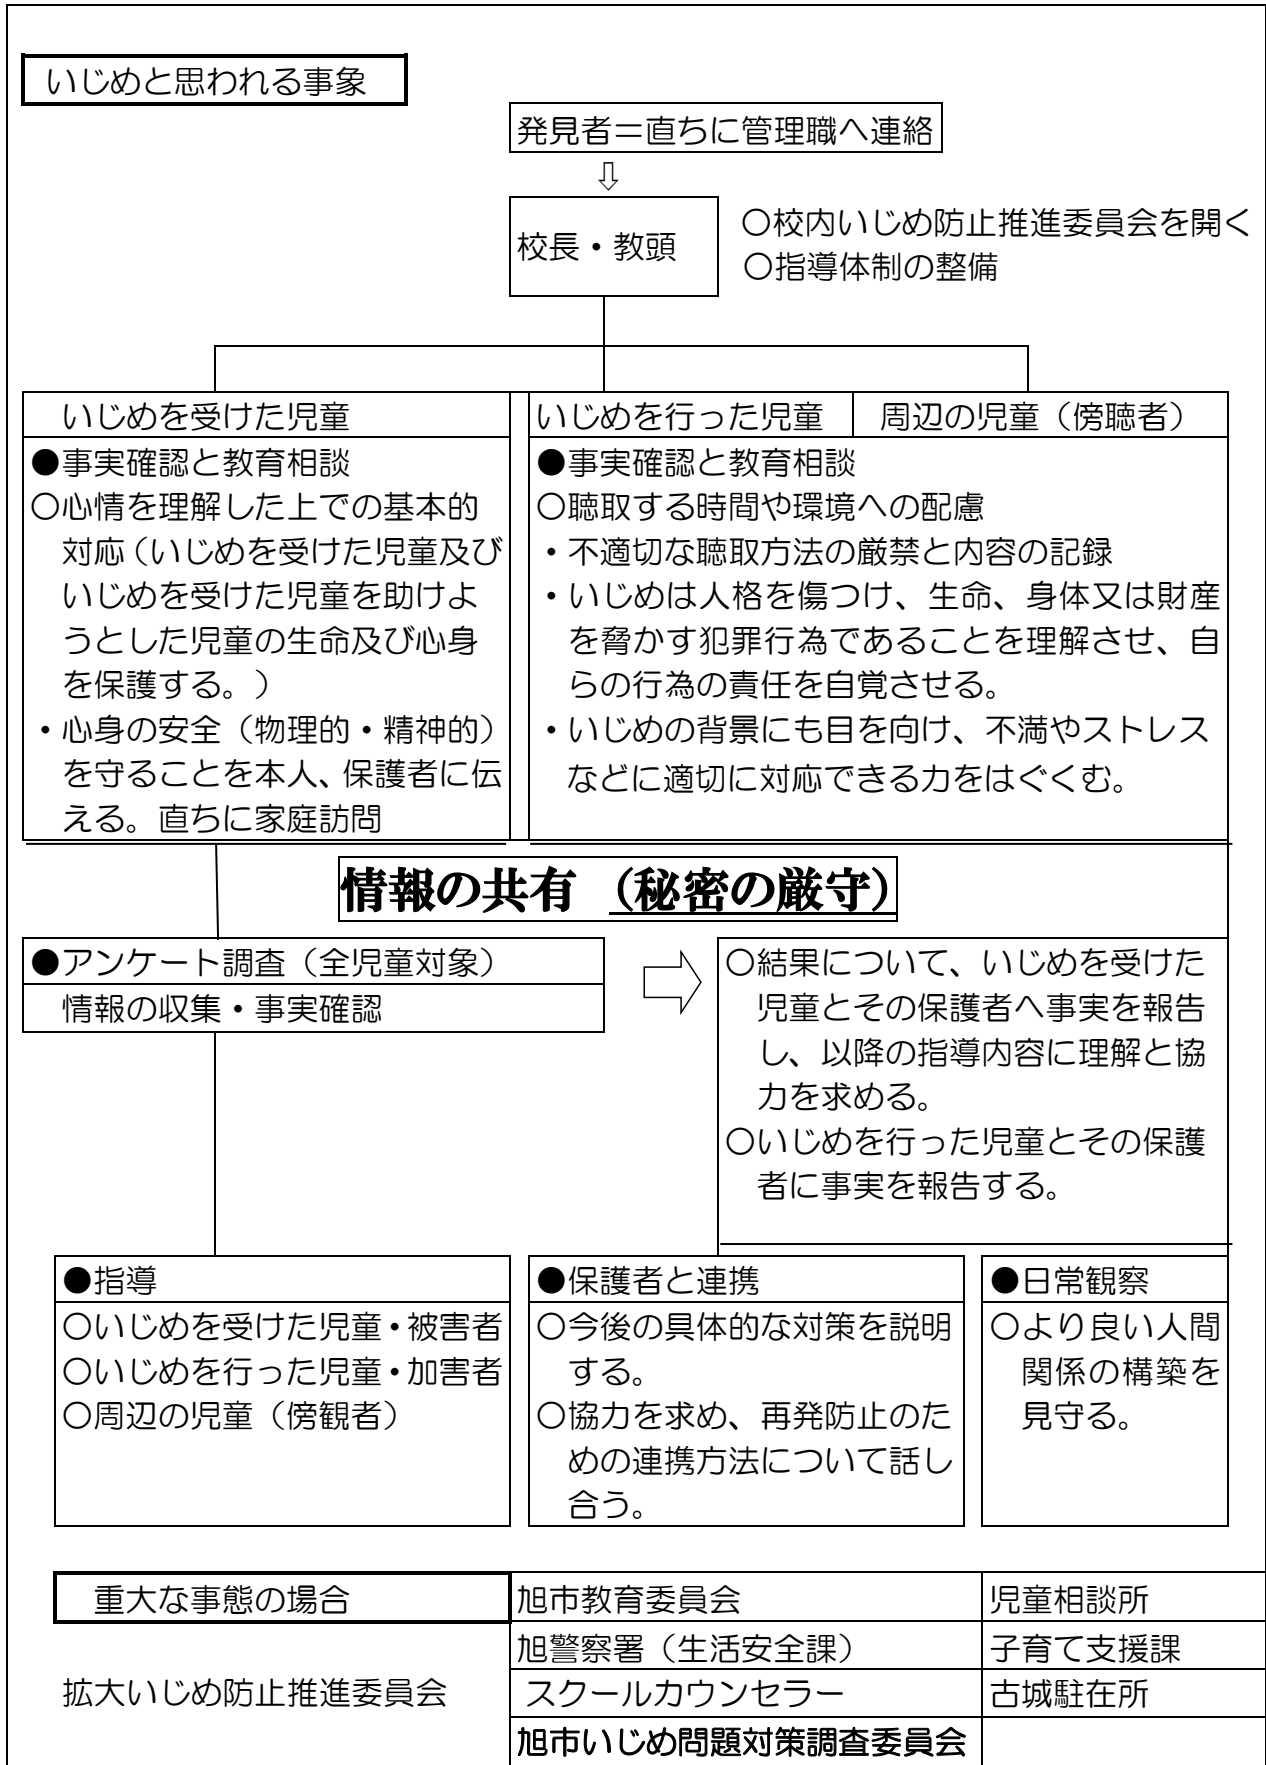 いじめと思われる事象
発見者＝直ちに管理職へ連絡
⇩
校長・教頭
〇校内いじめ防止推進委員会を開く
〇指導体制の整備
いじめを受けた児童
●事実確認と教育相談
〇心情を理解した上での基本的
対応（いじめを受けた児童及び
いじめを受けた児童を助けよ
うとした児童の生命及び心身
を保護する。）
・心身の安全（物理的・精神的）
を守ることを本人、保護者に伝
える。直ちに家庭訪問
いじめを行った児童
周辺の児童（傍聴者）
●事実確認と教育相談
〇聴取する時間や環境への配慮
・不適切な聴取方法の厳禁と内容の記録
・いじめは人格を傷つけ、生命、身体又は財産
を脅かす犯罪行為であることを理解させ、自
らの行為の責任を自覚させる。
・いじめの背景にも目を向け、不満やストレス
などに適切に対応できる力をはぐくむ。
情報の共有　（秘密の厳守）
●アンケート調査（全児童対象）
情報の収集・事実確認
〇結果について、いじめを受けた
児童とその保護者へ事実を報告
し、以降の指導内容に理解と協
力を求める。
〇いじめを行った児童とその保護
者に事実を報告する。
●指導
〇いじめを受けた児童・被害者
〇いじめを行った児童・加害者
〇周辺の児童（傍観者）
●保護者と連携
〇今後の具体的な対策を説明
する。
〇協力を求め、再発防止のた
めの連携方法について話し
合う。
●日常観察
〇より良い人間
関係の構築を
見守る。
重大な事態の場合
拡大いじめ防止推進委員会
旭市教育委員会
児童相談所
旭警察署（生活安全課）
子育て支援課
スクールカウンセラー
古城駐在所
旭市いじめ問題対策調査委員会